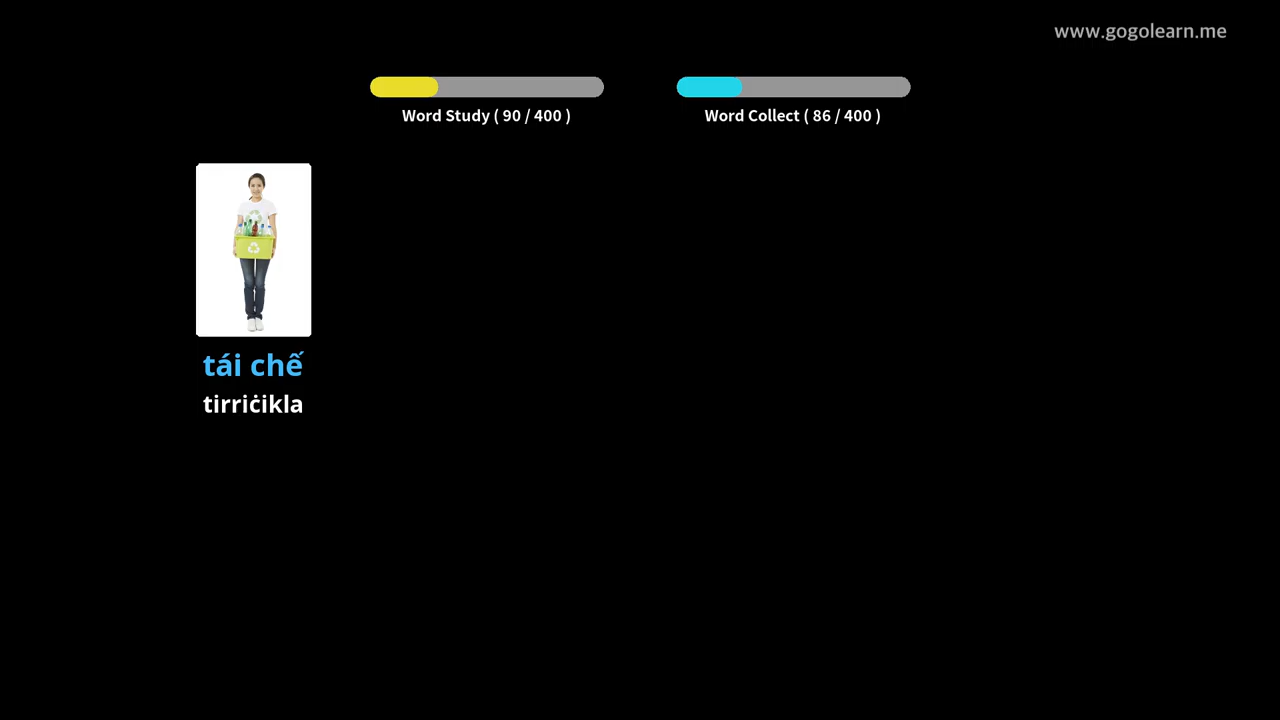 www.gogolearn.me
Word Study ( 90 / 400 )
Word Collect ( 86 / 400 )
tái chế
tirriċikla